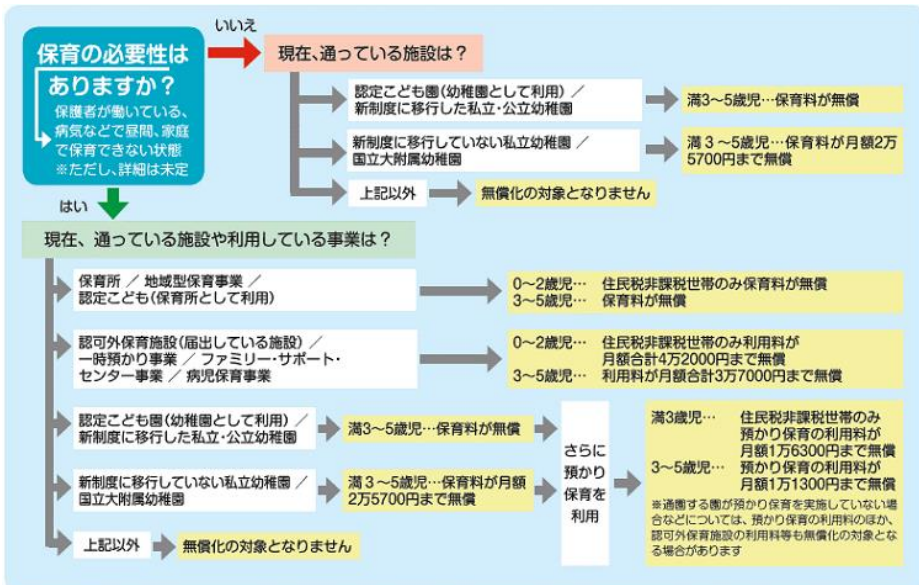 保育の必要性は
ありますか？
保護者が働いている、
病気などで昼間、家庭
で保育できない状態
※ただし、詳細は未定
いいえ
現在、通っている施設は？
認定こども園（幼稚園として利用）／
新制度に移行した私立・公立幼稚園
満3〜5歳児…保育料が無償
新制度に移行していない私立幼稚園／
国立大附属幼稚園
満３〜5歳児…保育料が月額2万
5700円まで無償
上記以外
無償化の対象となりません
はい
現在、通っている施設や利用している事業は？
保育所 ／ 地域型保育事業 ／
認定こども（保育所として利用）
0〜2歳児… 住民税非課税世帯のみ保育料が無償
3〜5歳児… 保育料が無償
認可外保育施設（届出している施設）／
一時預かり事業 ／ ファミリー・サポート・
センター事業 ／ 病児保育事業
0〜2歳児… 住民税非課税世帯のみ利用料が
月額合計4万2000円まで無償
3〜5歳児… 利用料が月額合計3万7000円まで無償
認定こども園（幼稚園として利用）／
新制度に移行した私立・公立幼稚園
満3〜5歳児…保育料が無償
新制度に移行していない私立幼稚園／
国立大附属幼稚園
満３〜5歳児…保育料が月額
2万5700円まで無償
さらに
預かり
保育を
利用
満3歳児… 住民税非課税世帯のみ
預かり保育の利用料が
月額1万6300円まで無償
3〜5歳児… 預かり保育の利用料が
月額1万1300円まで無償
※通園する園が預かり保育を実施していない場
合などについては、預かり保育の利用料のほか、
認可外保育施設の利用料等も無償化の対象とな
る場合があります
上記以外
無償化の対象となりません